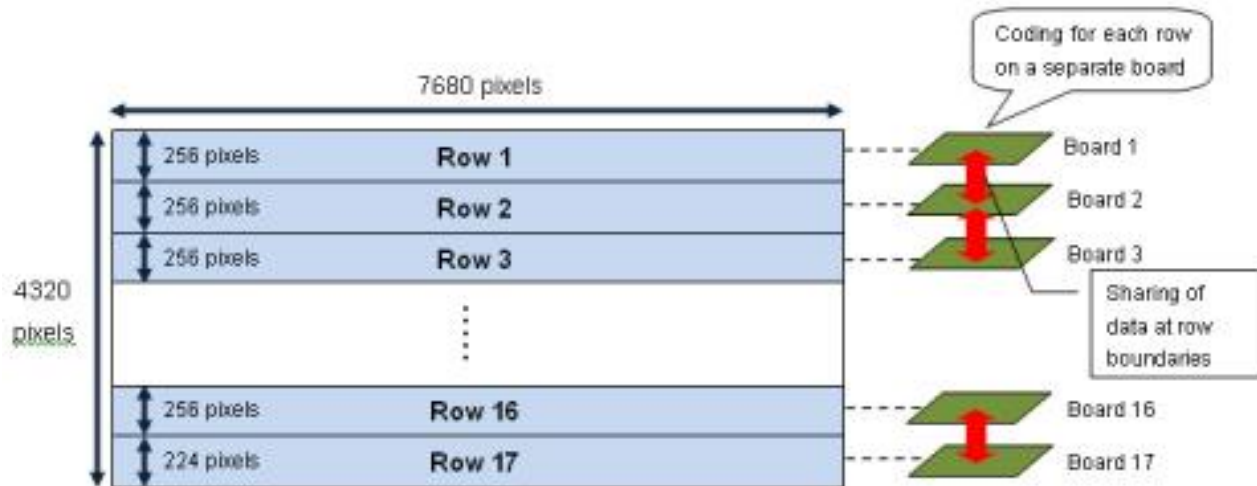 Coding for each row
on a separate board
7680 pixels
256 pixels
Row 1
Board 1
256 pixels
Row 2
Board 2
256 pixels
Row 3
Board 3
4320
pixels
Sharing of
data at row
boundaries
256 pixels
Row 16
Board 16
224 pixels
Row 17
Board 17